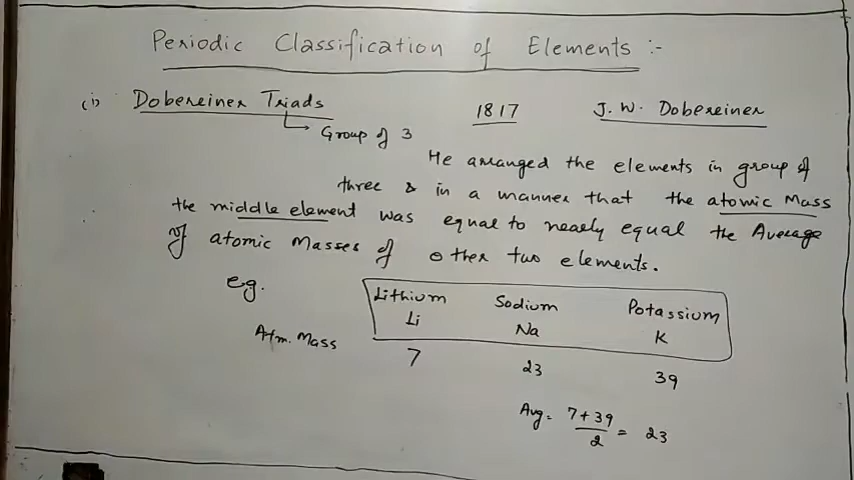 Periodic Classification of Elements :-
(i) Dobereiner Triads 1817 J. W. Dobereiner
Group of 3
He arranged the elements in group of
three & in a manner that the atomic Mass
the middle element was equal to nearly equal the Average
of atomic Masses of other two elements.
eg.
Lithium Sodium Potassium
Li Na K
Atm. Mass 7 23 39
Avg = 7+39/2 = 23